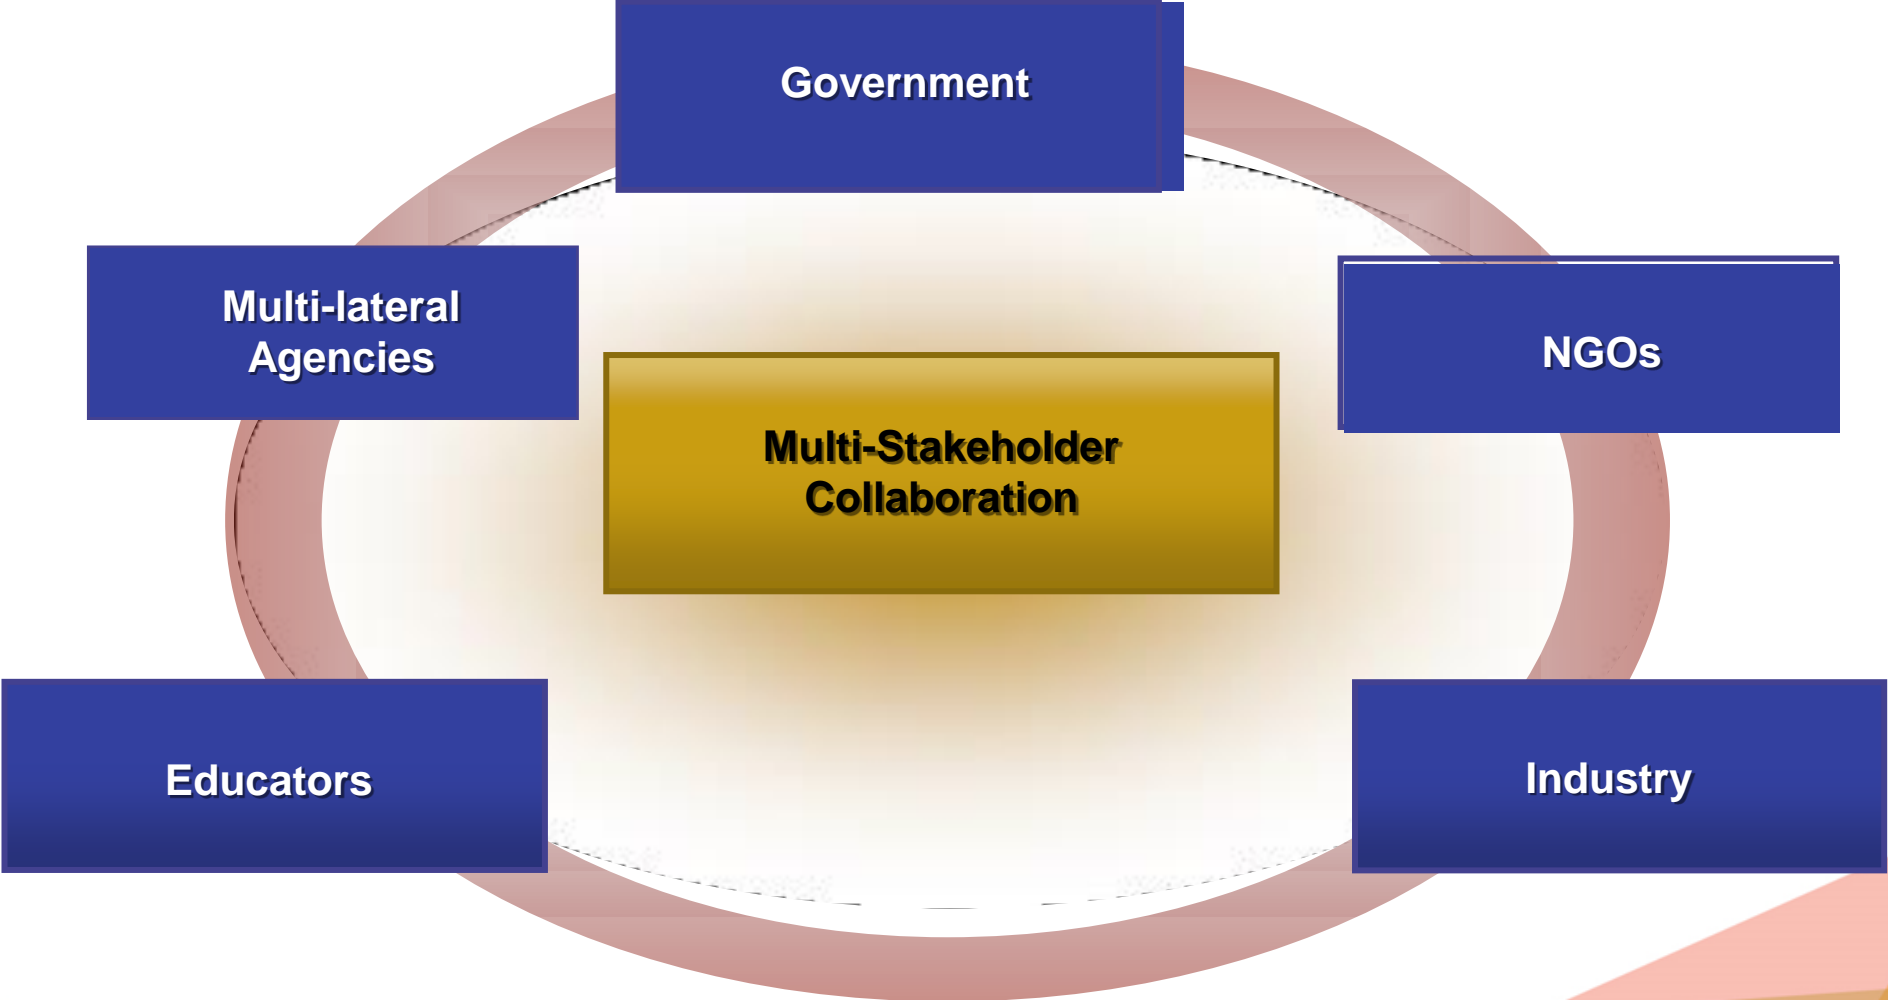 Government
Multi-lateral
Agencies
NGOs
Multi-Stakeholder
Collaboration
Educators
Industry